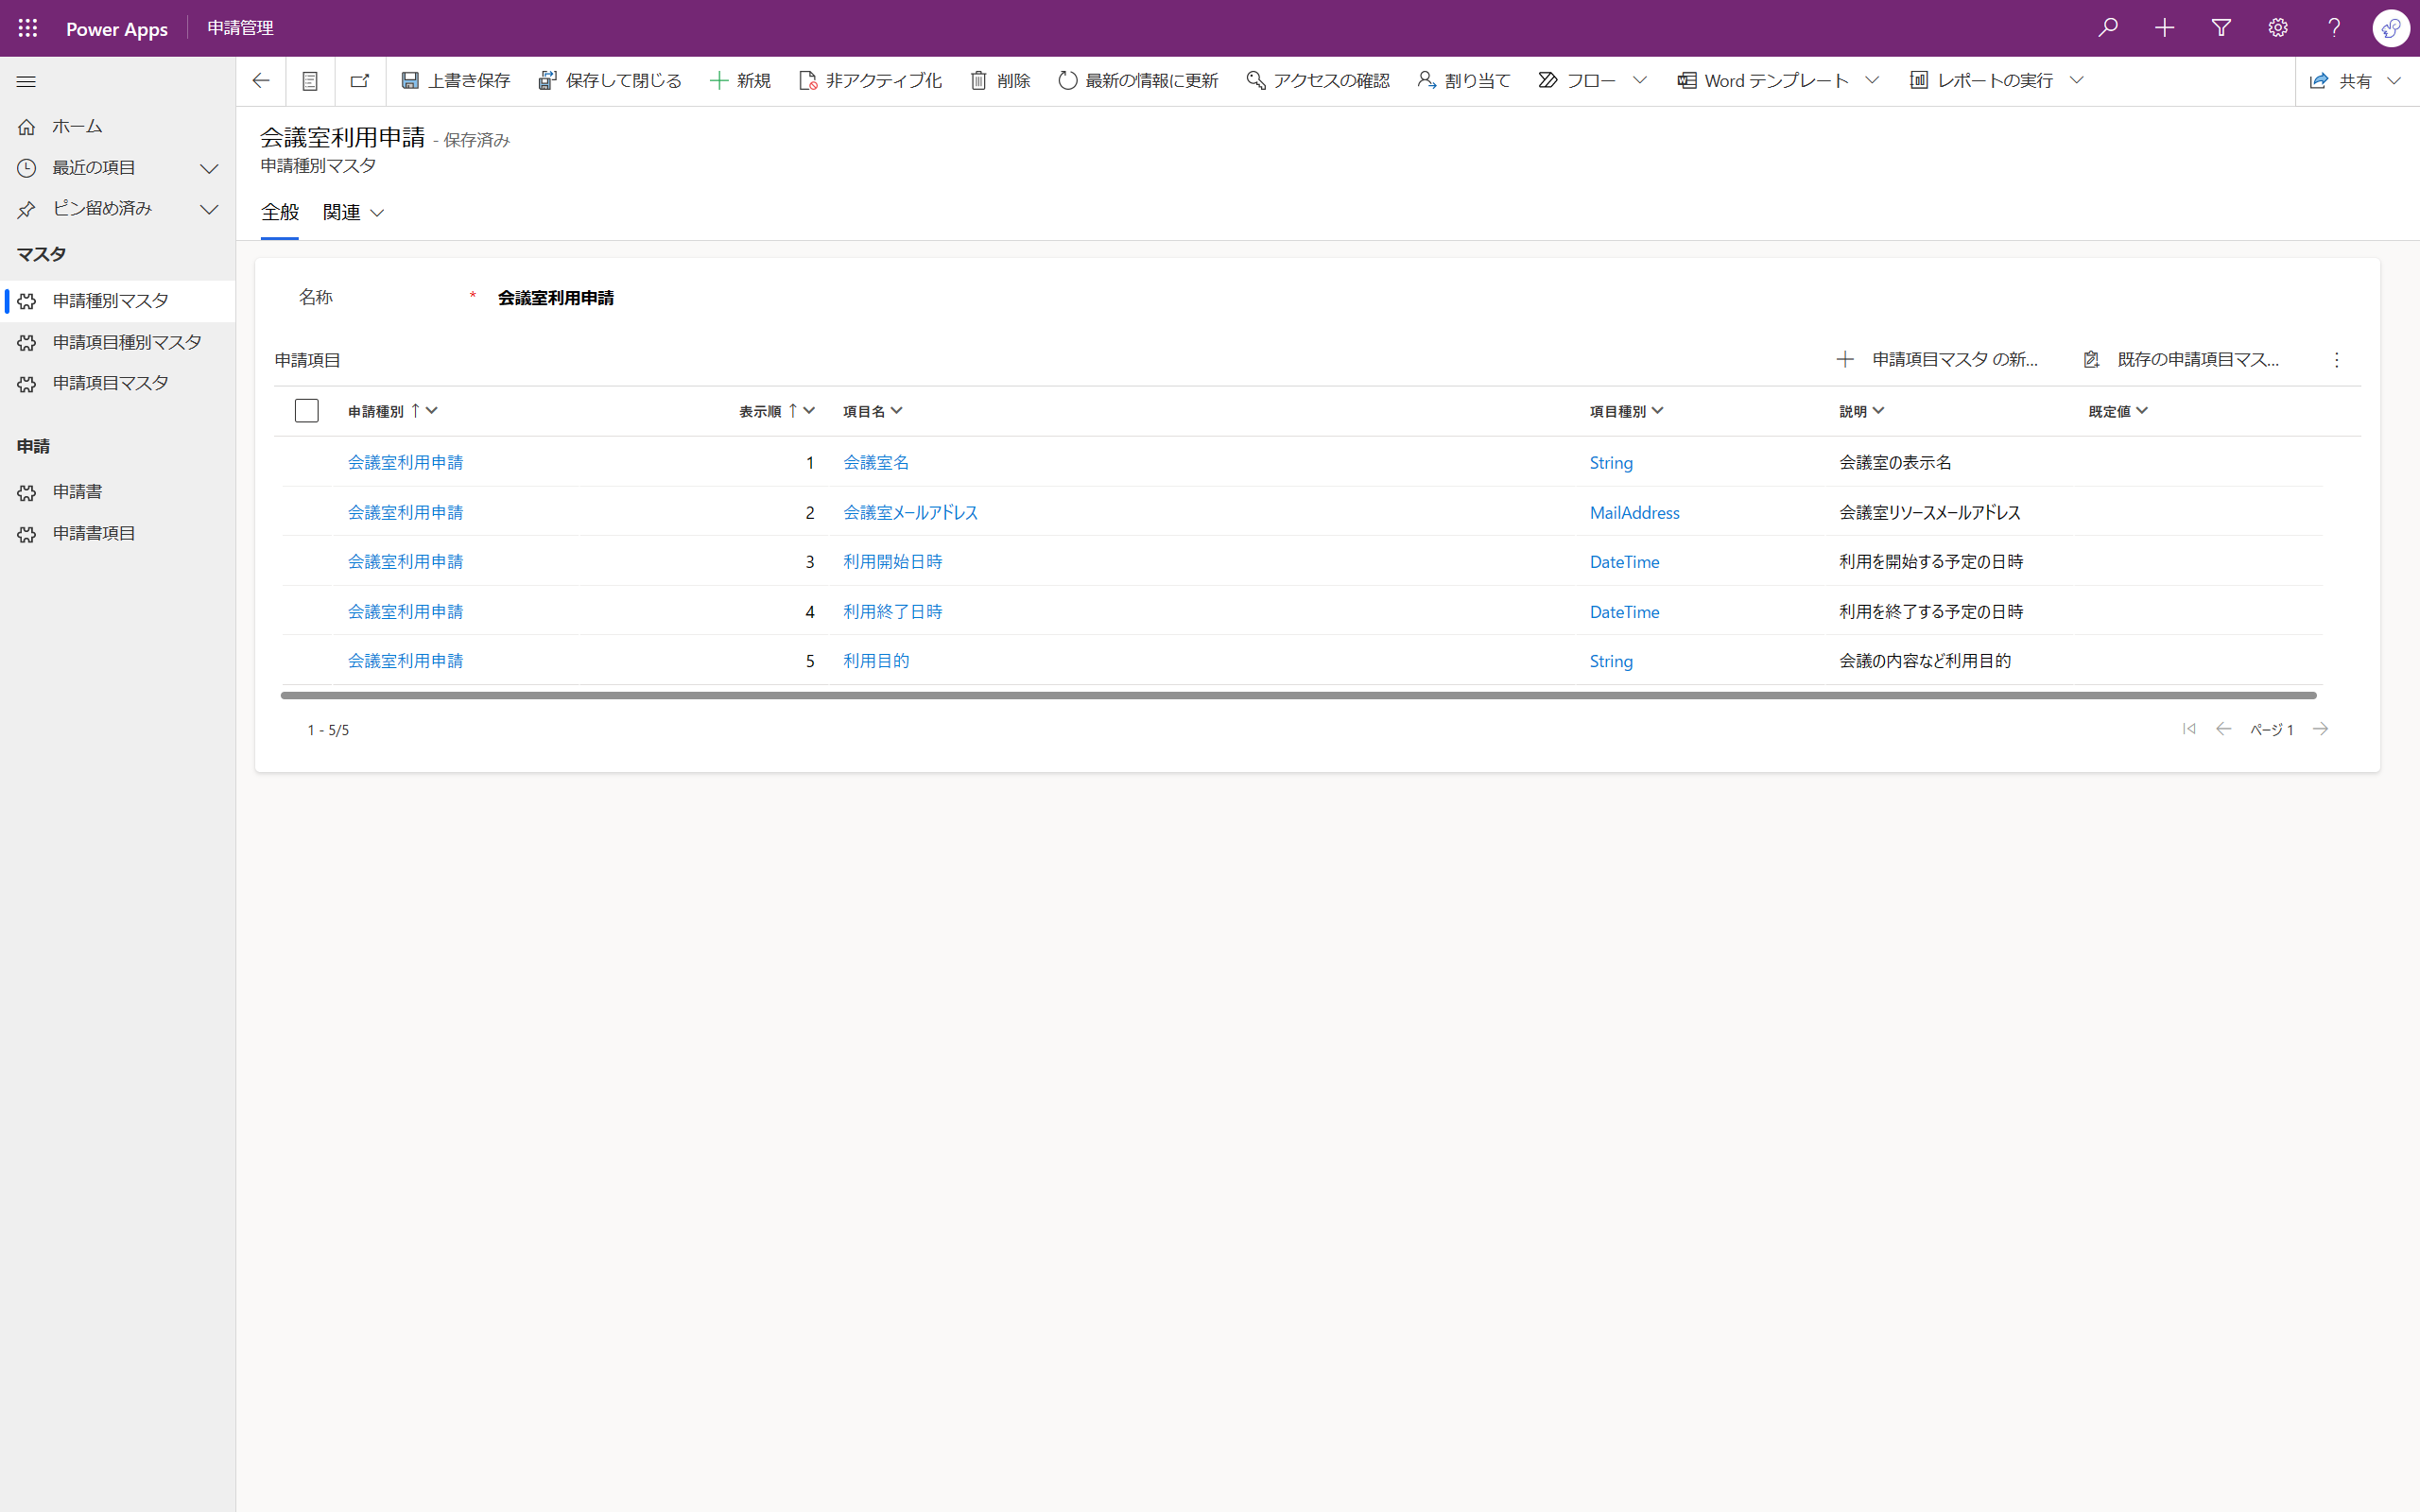 Power Apps 申請管理
上書き保存 保存して閉じる 新規 非アクティブ化 削除 最新の情報に更新 アクセスの確認 割り当て フロー Word テンプレート レポートの実行 共有
ホーム
最近の項目
ピン留め済み
マスタ
申請種別マスタ
申請項目種別マスタ
申請項目マスタ
申請
申請書
申請書項目
会議室利用申請 - 保存済み
申請種別マスタ
全般 関連
名称 * 会議室利用申請
申請項目 申請項目マスタ の新... 既存の申請項目マス...
申請種別 ↑ 表示順 ↑ 項目名 項目種別 説明 既定値
会議室利用申請 1 会議室名 String 会議室の表示名
会議室利用申請 2 会議室メールアドレス MailAddress 会議室リソースメールアドレス
会議室利用申請 3 利用開始日時 DateTime 利用を開始する予定の日時
会議室利用申請 4 利用終了日時 DateTime 利用を終了する予定の日時
会議室利用申請 5 利用目的 String 会議の内容など利用目的
1 - 5/5 ページ 1